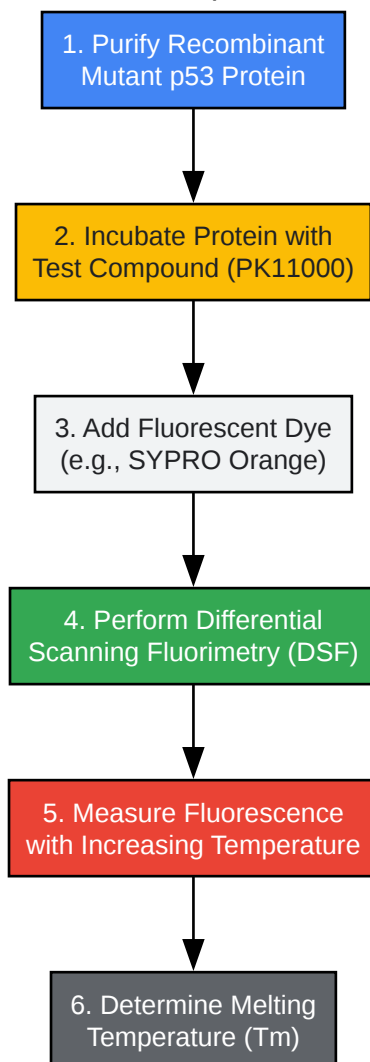 1. Purify Recombinant
Mutant p53 Protein
2. Incubate Protein with
Test Compound (PK11000)
3. Add Fluorescent Dye
(e.g., SYPRO Orange)
4. Perform Differential
Scanning Fluorimetry (DSF)
5. Measure Fluorescence
with Increasing Temperature
6. Determine Melting
Temperature (Tm)